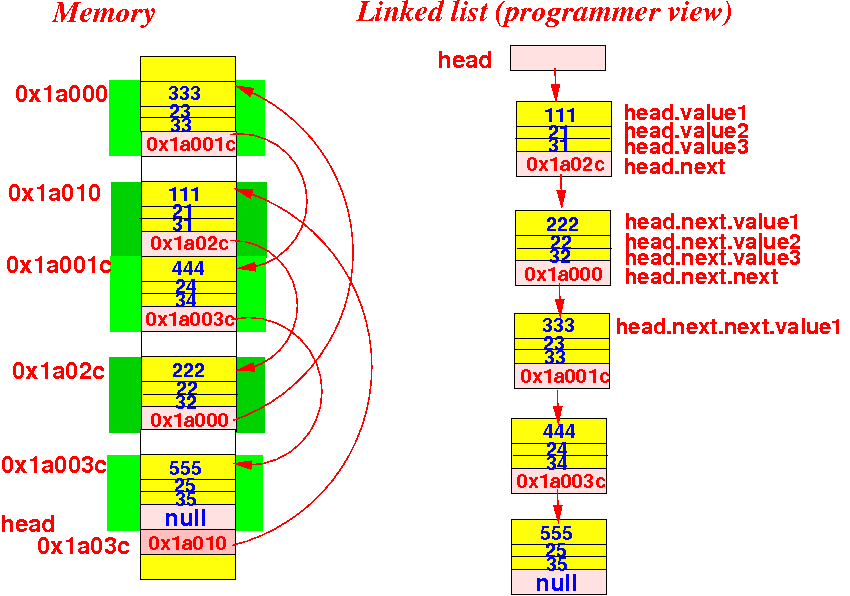 Memory
0x1a000
333
23
33
0x1a001c
0x1a010
111
21
31
0x1a02c
0x1a001c
444
24
34
0x1a003c
0x1a02c
222
22
32
0x1a000
0x1a003c
555
25
35
null
head
0x1a03c
0x1a010
Linked list (programmer view)
head
111
head.value1
21
head.value2
31
head.value3
0x1a02c
head.next
222
head.next.value1
22
head.next.value2
32
head.next.value3
0x1a000
head.next.next
333
head.next.next.value1
23
33
0x1a001c
444
24
34
0x1a003c
555
25
35
null